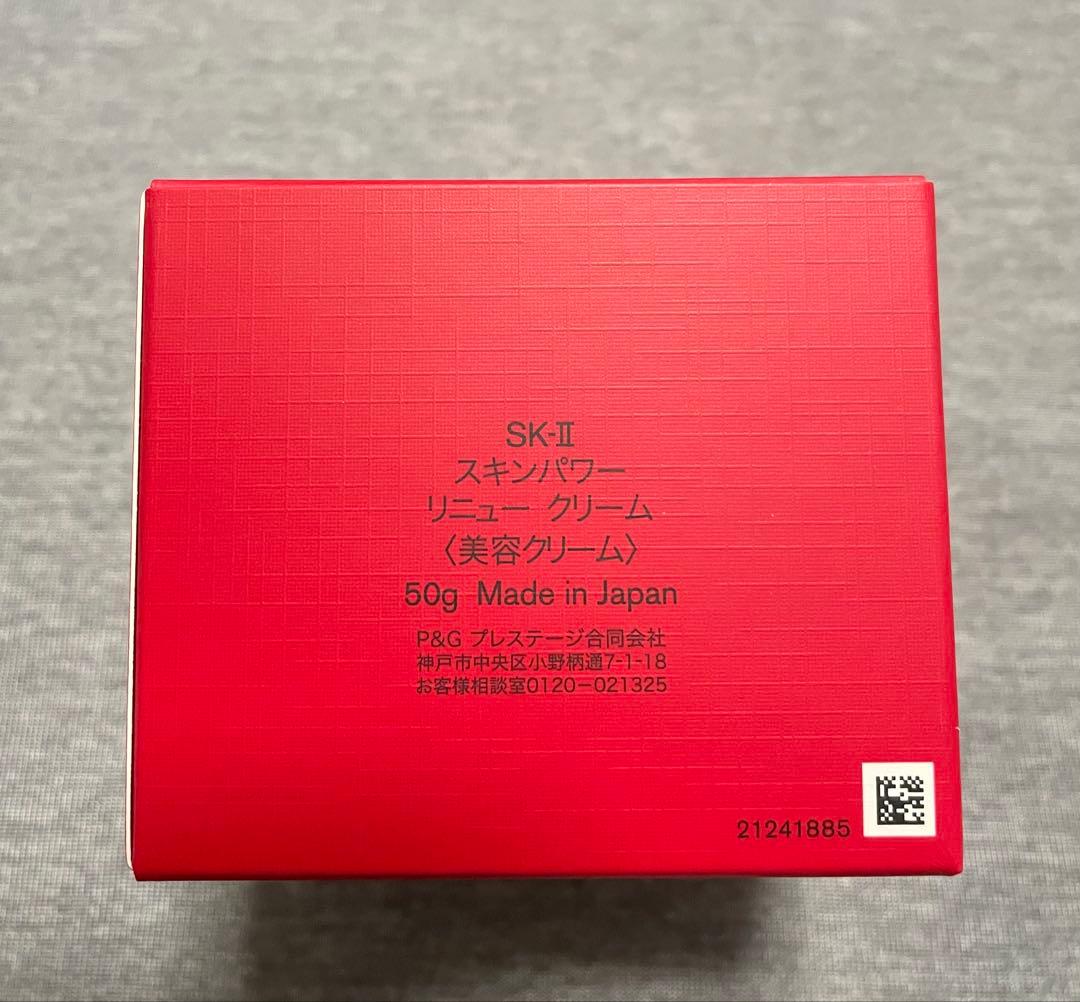 SK-Ⅱ
スキンパワー
リニュー クリーム
〈美容クリーム〉
50g Made in Japan
P&G プレステージ合同会社
神戸市中央区小野柄通7-1-18
お客様相談室0120-021325
21241885